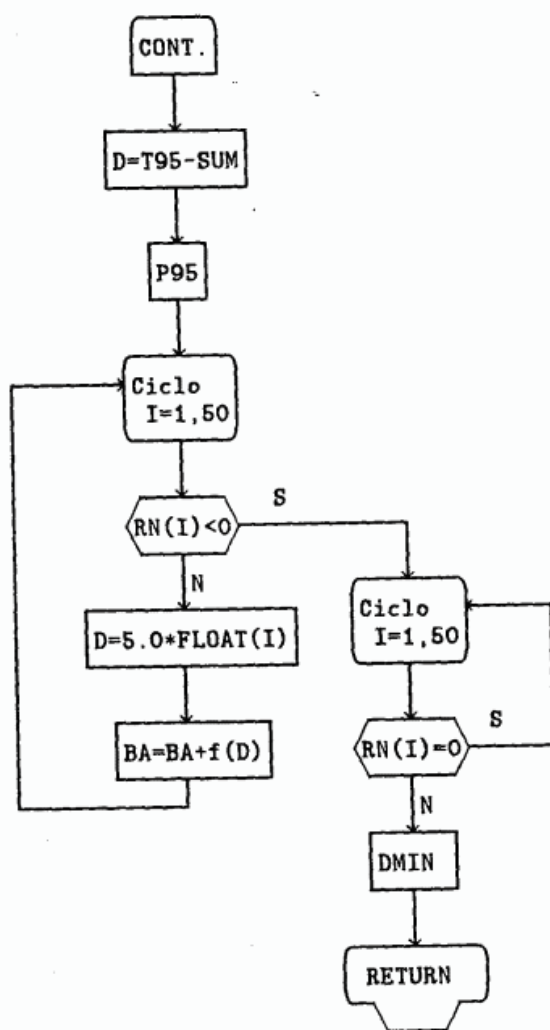 CONT.
D=T95-SUM
P95
Ciclo
I=1,50
RN(I)<0
S
N
D=5.0*FLOAT(I)
BA=BA+f(D)
Ciclo
I=1,50
RN(I)=0
S
N
DMIN
RETURN